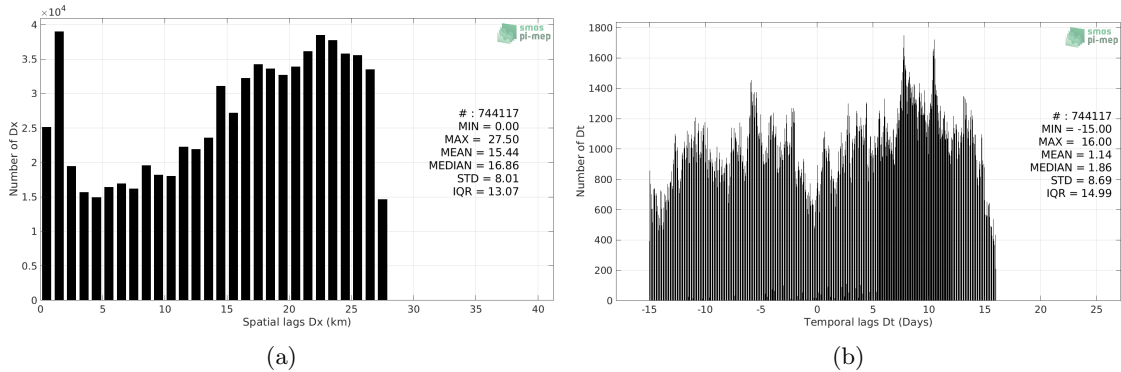 ×10⁴
4
3.5
3
2.5
2
1.5
1
0.5
0
0
5
10
15
20
25
30
35
40
Number of Dx
Spatial lags Dx (km)
smos
pi-mep
# : 744117
MIN = 0.00
MAX = 27.50
MEAN = 15.44
MEDIAN = 16.86
STD = 8.01
IQR = 13.07
(a)
1800
1600
1400
1200
1000
800
600
400
200
0
-15
-10
-5
0
5
10
15
20
25
Number of Dt
Temporal lags Dt (Days)
smos
pi-mep
# : 744117
MIN = -15.00
MAX = 16.00
MEAN = 1.14
MEDIAN = 1.86
STD = 8.69
IQR = 14.99
(b)